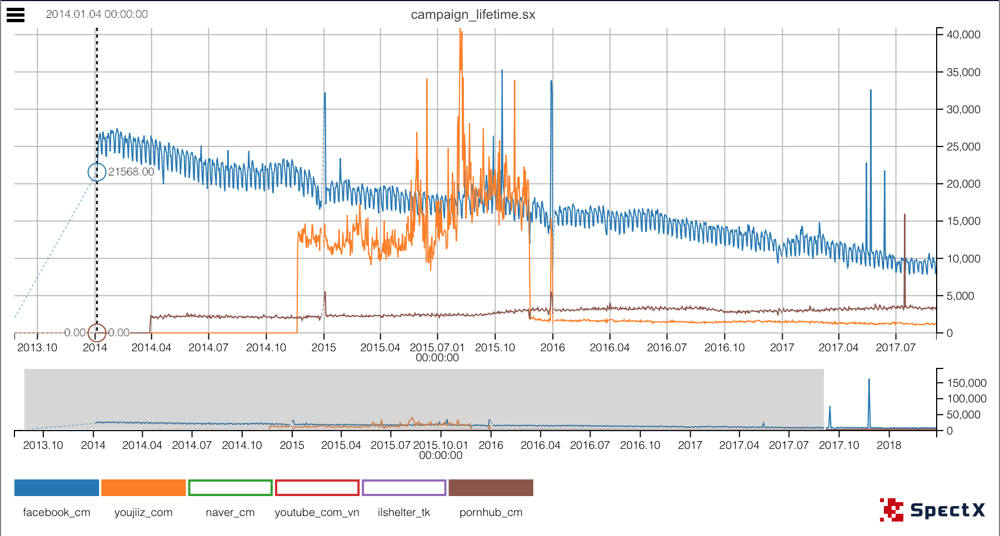 2014.01.04 00:00:00
campaign_lifetime.sx
40,000
35,000
30,000
25,000
21568.00
20,000
15,000
10,000
5,000
0.00 0.00 0
2013.10 2014 2014.04 2014.07 2014.10 2015 2015.04 2015.07.01 2015.10 2016 2016.04 2016.07 2016.10 2017 2017.04 2017.07
00:00:00
150,000
100,000
50,000
0
2013.10 2014 2014.04 2014.07 2014.10 2015 2015.04 2015.07 2015.10.01 2016 2016.04 2016.07 2016.10 2017 2017.04 2017.07 2017.10 2018
00:00:00
facebook_cm youjiiz_com naver_cm youtube_com_vn ilshelter_tk pornhub_cm
SpectX